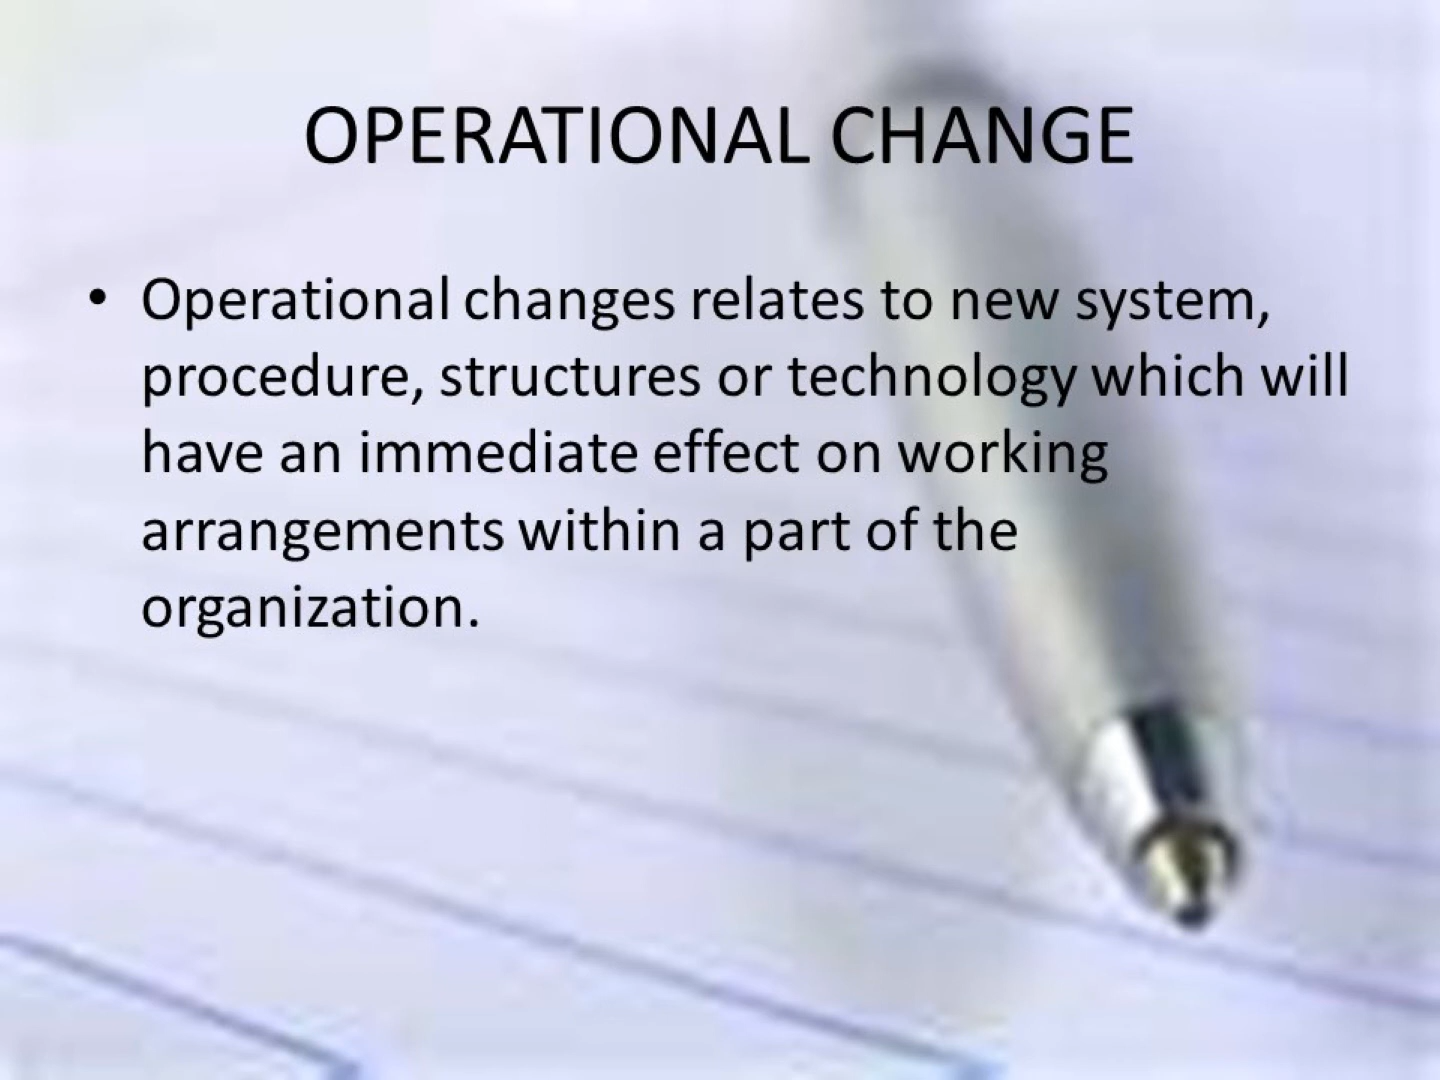 OPERATIONAL CHANGE
• Operational changes relates to new system,
procedure, structures or technology which will
have an immediate effect on working
arrangements within a part of the
organization.